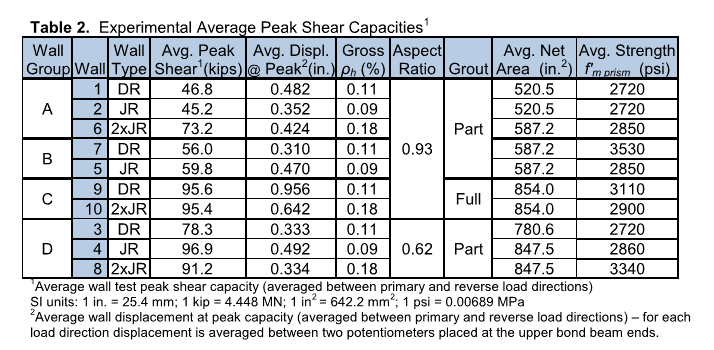 Table 2. Experimental Average Peak Shear Capacities¹
Wall Group | Wall | Wall Type | Avg. Peak Shear¹(kips) | Avg. Displ. @ Peak²(in.) | Gross ρh (%) | Aspect Ratio | Grout | Avg. Net Area (in.²) | Avg. Strength f'm prism (psi)
A | 1 | DR | 46.8 | 0.482 | 0.11 | 0.93 | Part | 520.5 | 2720
2 | JR | 45.2 | 0.352 | 0.09 | 520.5 | 2720
6 | 2xJR | 73.2 | 0.424 | 0.18 | 587.2 | 2850
B | 7 | DR | 56.0 | 0.310 | 0.11 | 587.2 | 3530
5 | JR | 59.8 | 0.470 | 0.09 | 587.2 | 2850
C | 9 | DR | 95.6 | 0.956 | 0.11 | Full | 854.0 | 3110
10 | 2xJR | 95.4 | 0.642 | 0.18 | 854.0 | 2900
D | 3 | DR | 78.3 | 0.333 | 0.11 | 0.62 | Part | 780.6 | 2720
4 | JR | 96.9 | 0.492 | 0.09 | 847.5 | 2860
8 | 2xJR | 91.2 | 0.334 | 0.18 | 847.5 | 3340
¹Average wall test peak shear capacity (averaged between primary and reverse load directions)
SI units: 1 in. = 25.4 mm; 1 kip = 4.448 MN; 1 in² = 642.2 mm²; 1 psi = 0.00689 MPa
²Average wall displacement at peak capacity (averaged between primary and reverse load directions) – for each
load direction displacement is averaged between two potentiometers placed at the upper bond beam ends.